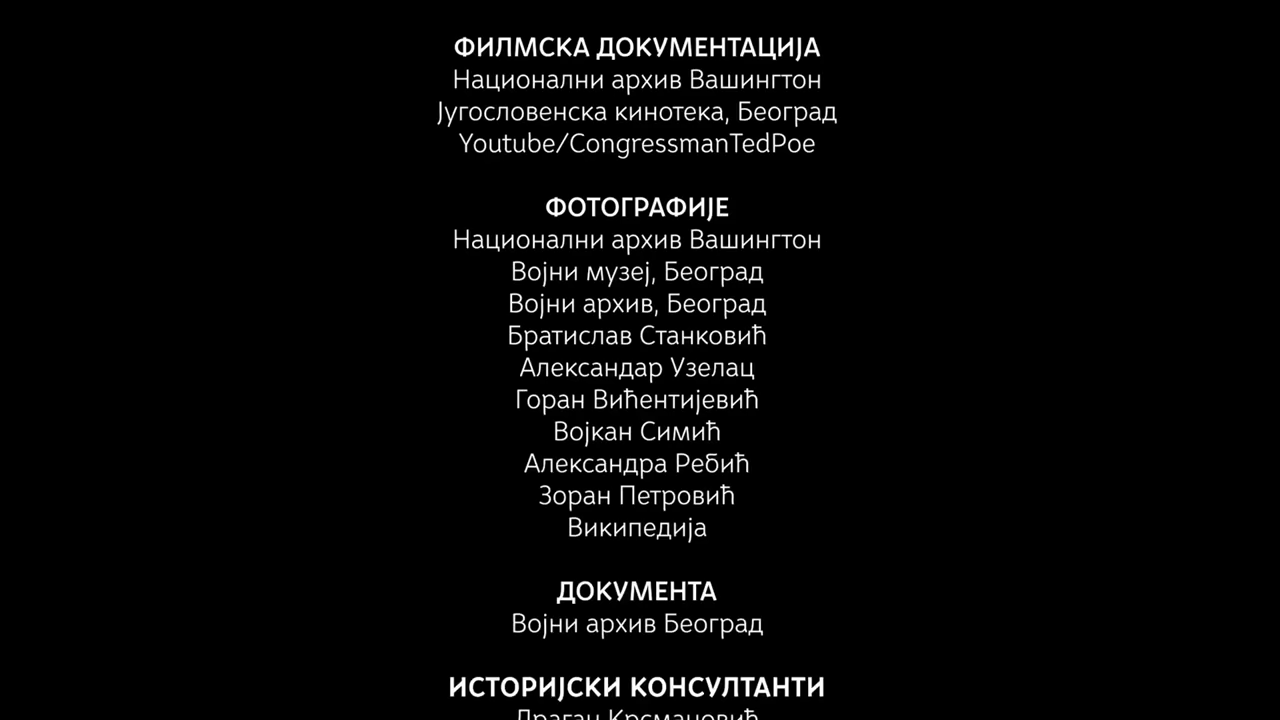 ФИЛМСКА ДОКУМЕНТАЦИЈА
Национални архив Вашингтон
Југословенска кинотека, Београд
Youtube/CongressmanTedPoe
ФОТОГРАФИЈЕ
Национални архив Вашингтон
Војни музеј, Београд
Војни архив, Београд
Братислав Станковић
Александар Узелац
Горан Вићентијевић
Војкан Симић
Александра Ребић
Зоран Петровић
Википедија
ДОКУМЕНТА
Војни архив Београд
ИСТОРИЈСКИ КОНСУЛТАНТИ
Драган Крсмановић